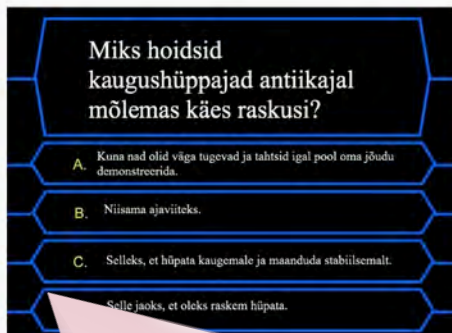 Miks hoidsid
kaugushüppajad antiikajal
mõlemas käes raskusi?
A. Kuna nad olid väga tugevad ja tahtsid igal pool oma jõudu
demonstreerida.
B. Niisama ajaviiteks.
C. Selleks, et hüpata kaugemale ja maanduda stabiilsemalt.
Selle jaoks, et oleks raskem hüpata.